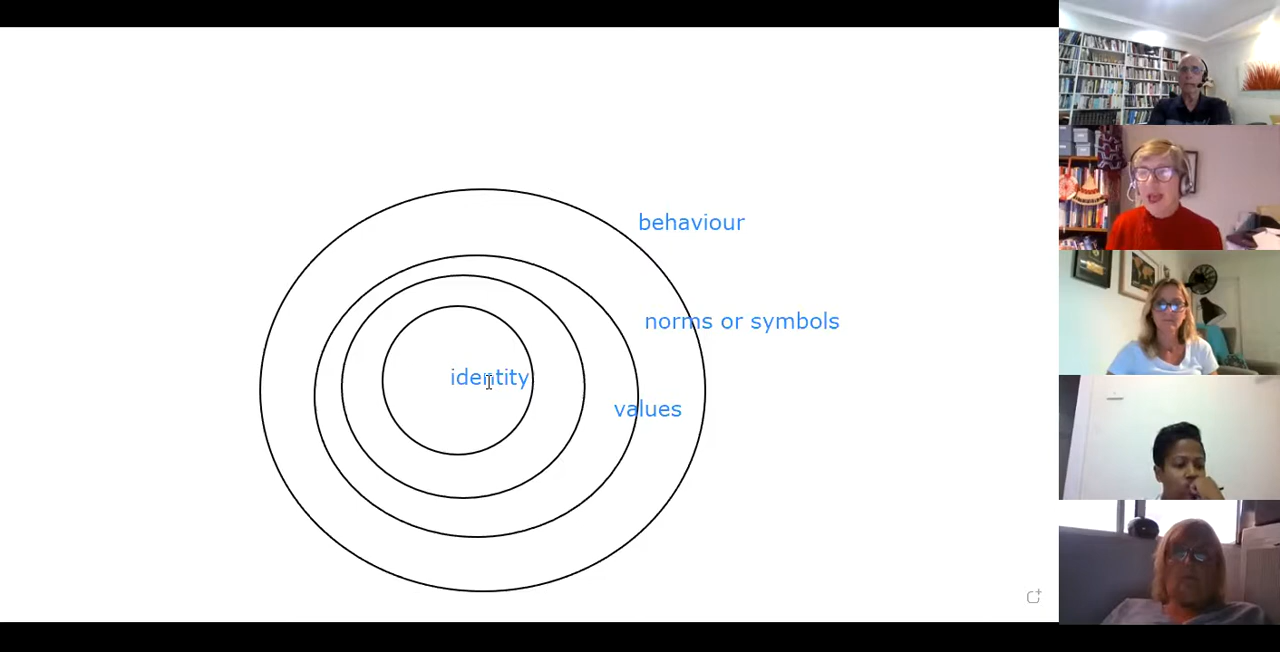 behaviour
norms or symbols
identity
values